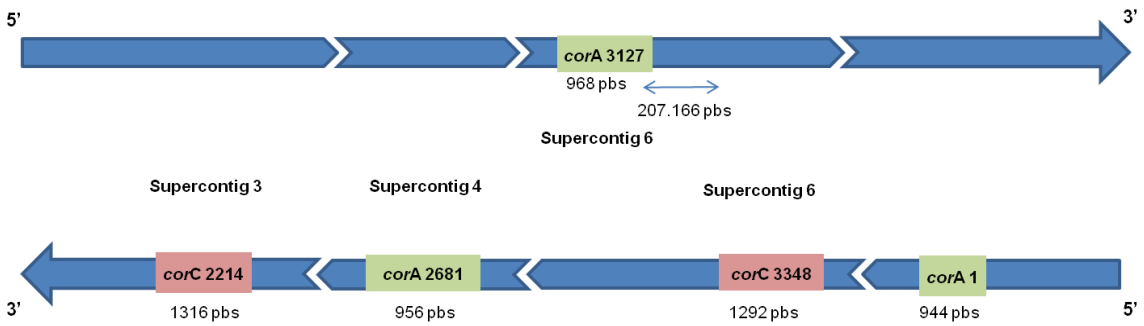 5’
3’
corA 3127
968 pbs
207.166 pbs
Supercontig 6
Supercontig 3
Supercontig 4
Supercontig 6
corC 2214
corA 2681
corC 3348
corA 1
3’
1316 pbs
956 pbs
1292 pbs
944 pbs
5’